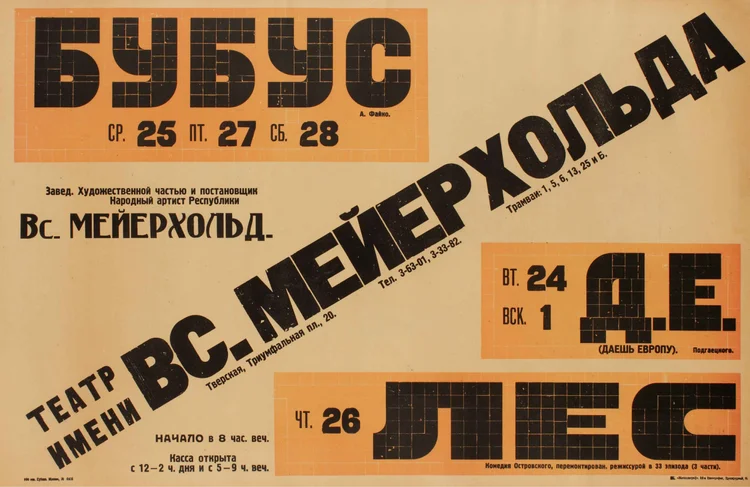 БУБУС
А. Файко.
СР. 25 ПТ. 27 СБ. 28
Завед. Художественной частью и постановщик
Народный артист Республики
Вс. МЕЙЕРХОЛЬД.
ТЕАТР
ИМЕНИ
ВС. МЕЙЕРХОЛЬДА
Тверская, Триумфальная пл., 20.
Тел. 3-63-01, 3-33-82.
Трамваи: 1, 5, 6, 13, 25 и Б.
ВТ. 24
ВСК. 1
Д.Е.
(ДАЕШЬ ЕВРОПУ). Подгаецкого.
ЧТ. 26 ЛЕС
Комедия Островского, перемонтирован. режиссурой в 33 эпизода (3 части).
НАЧАЛО в 8 час. веч.
Касса открыта
с 12–2 ч. дня и с 5–9 ч. веч.